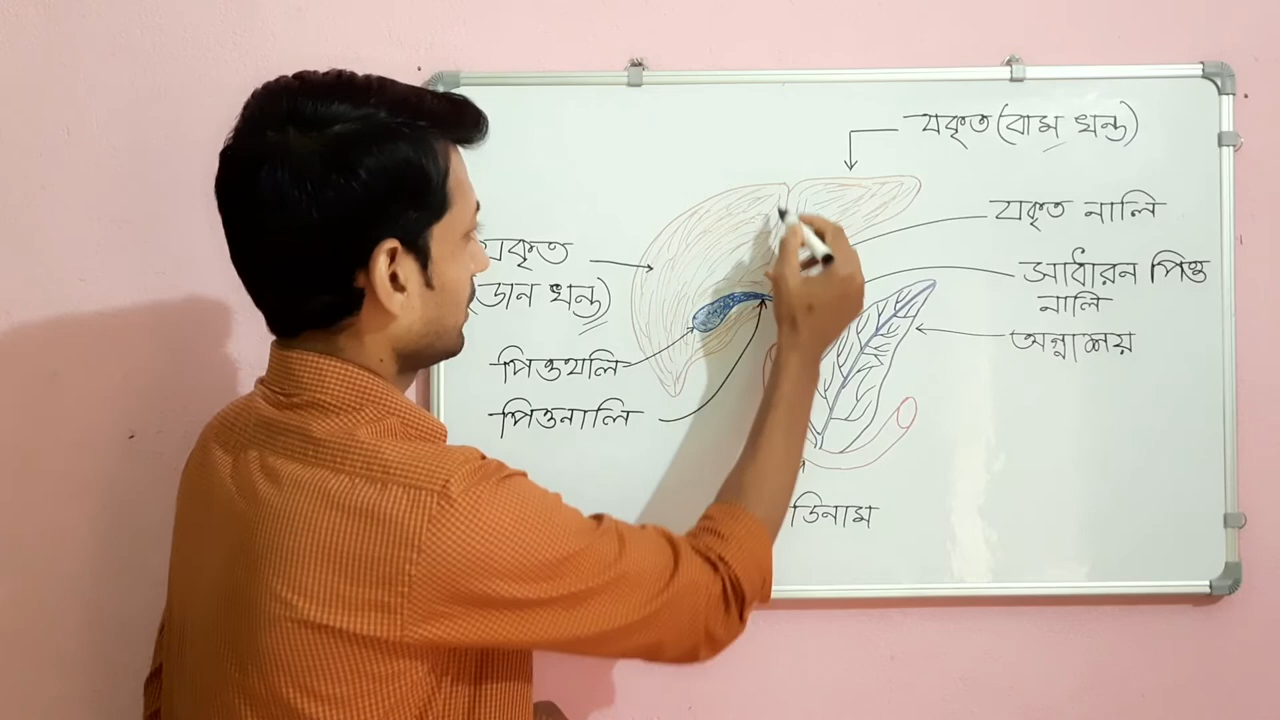 যকৃত (বাম খন্ড)
যকৃত নালি
সাধারন পিত্ত
নালি
অগ্নাশয়
যকৃত
(ডান খন্ড)
পিত্তথলি
পিত্তনালি
ডিনাম